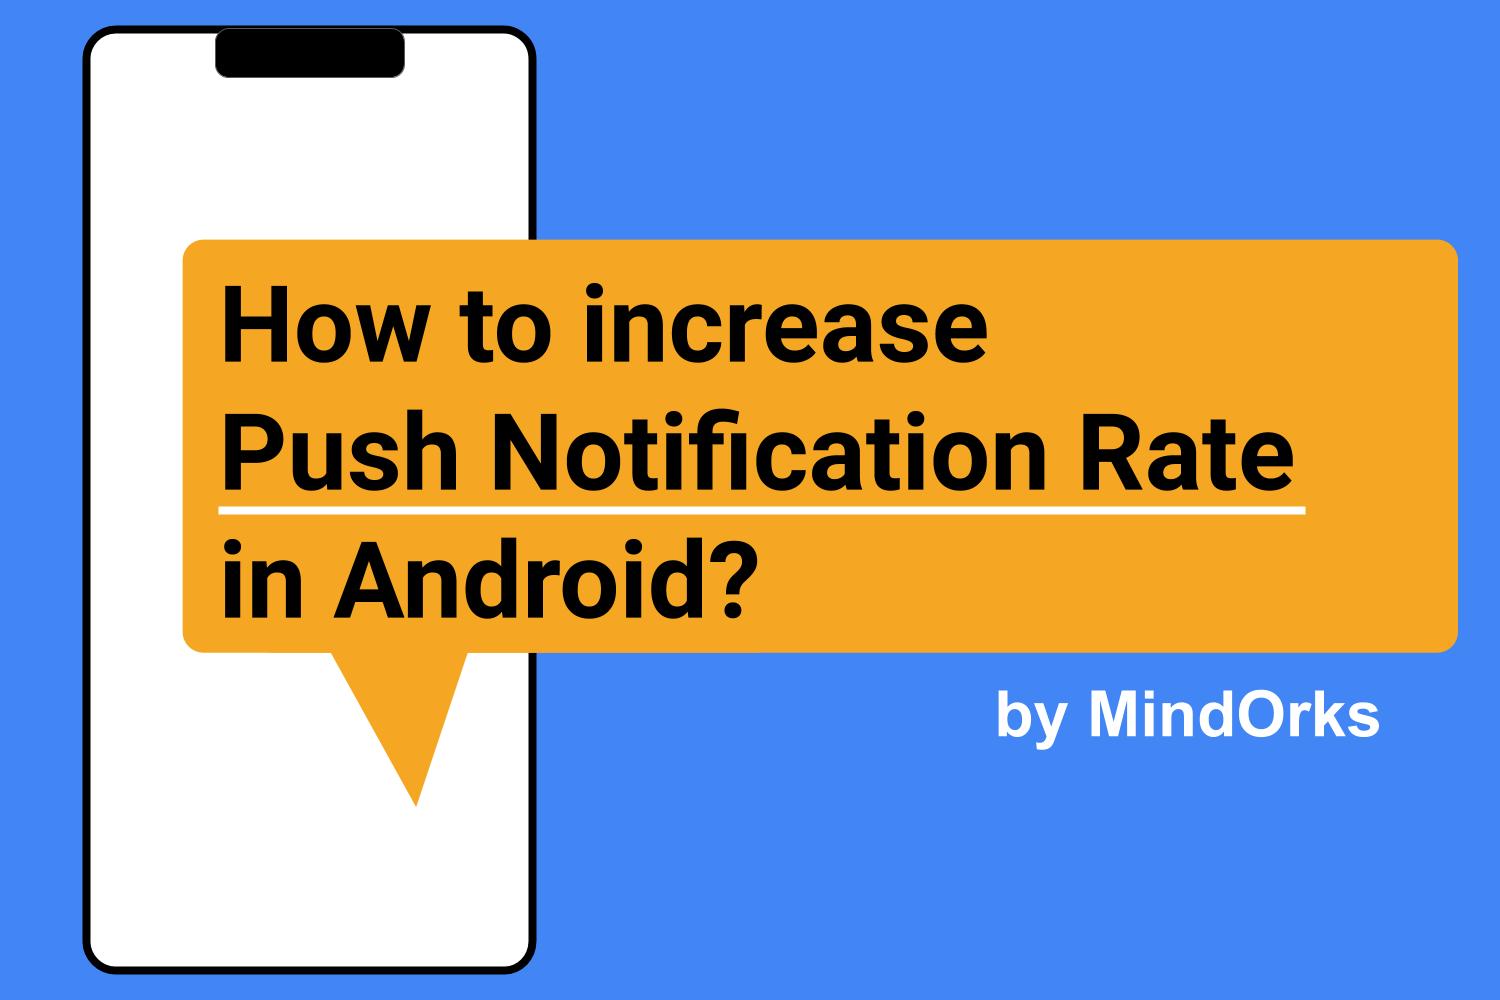 How to increase
Push Notification Rate
in Android?
by MindOrks